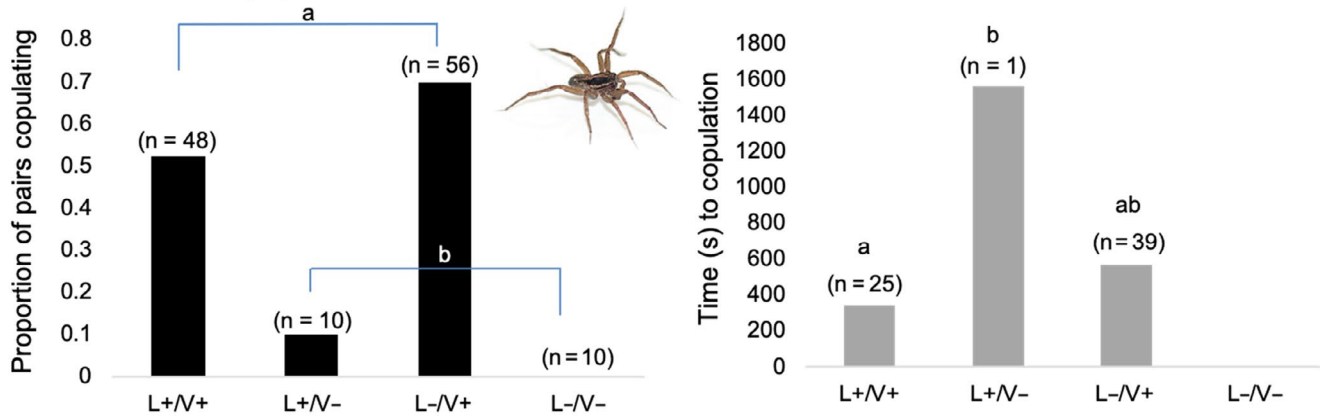 Proportion of pairs copulating
0.8
0.7
0.6
0.5
0.4
0.3
0.2
0.1
0
a
(n = 48)
(n = 10)
(n = 56)
b
(n = 10)
L+/V+ L+/V– L–/V+ L–/V–
Time (s) to copulation
1800
1600
1400
1200
1000
800
600
400
200
0
a
(n = 25)
b
(n = 1)
ab
(n = 39)
L+/V+ L+/V– L–/V+ L–/V–